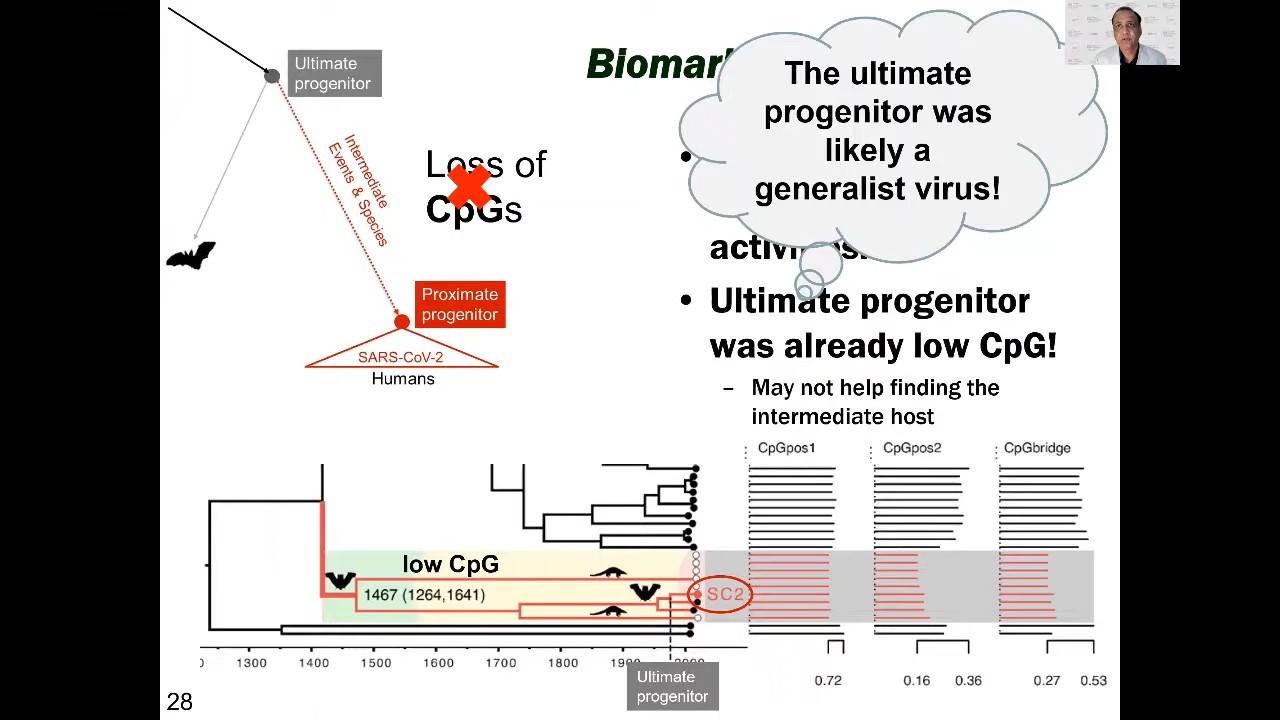 Ultimate
progenitor
Intermediate
Events & Species
Loss of
CpGs
Proximate
progenitor
SARS-CoV-2
Humans
The ultimate
progenitor was
likely a
generalist virus!
• Ultimate progenitor
was already low CpG!
– May not help finding the
intermediate host
CpGpos1 CpGpos2 CpGbridge
low CpG
1467 (1264,1641)
SC2
1300 1400 1500 1600 1700 1800 1900 2000
0.72 0.16 0.36 0.27 0.53
Ultimate
progenitor
28